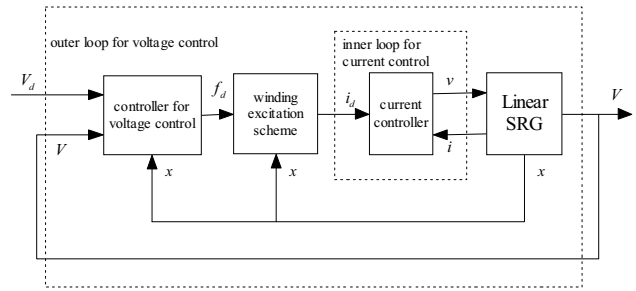 outer loop for voltage control
inner loop for
current control
V_d
controller for
voltage control
f_d
winding
excitation
scheme
i_d
current
controller
v
i
Linear
SRG
V
V
x
x
x